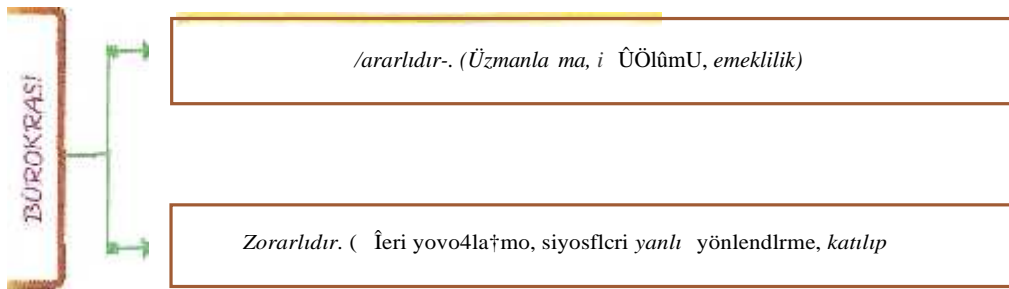 BÜROKRASİ
/ararlıdır-. (Üzmanla ma, i ÛÖlûmU, emeklilik)
Zorarlıdır. ( Îeri yovo4la†mo, siyosflcri yanlı yönlendlrme, katılıp